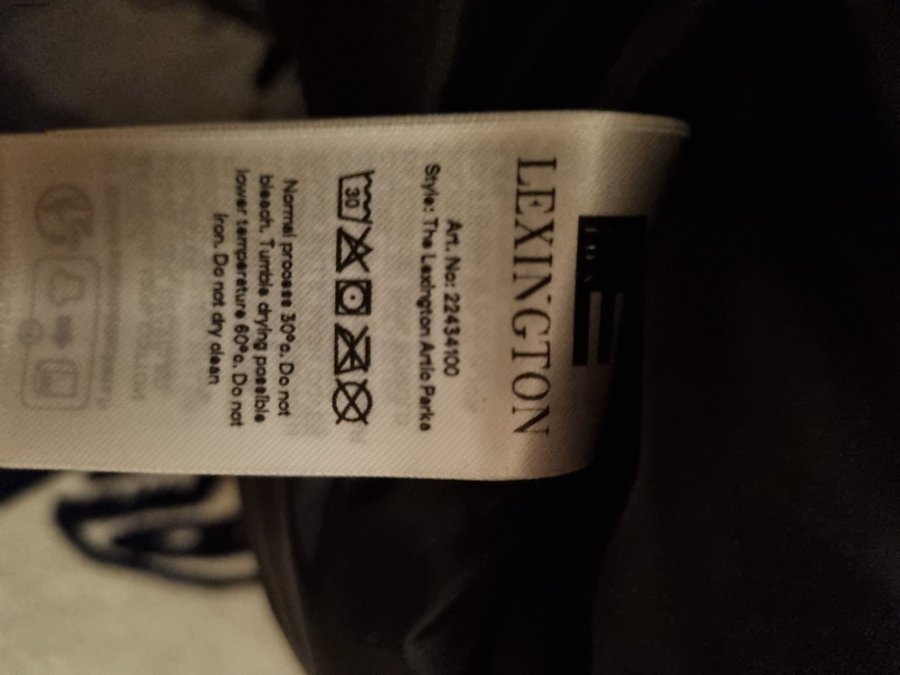 LEXINGTON
Art. No: 22434100
Style: The Lexington Artic Parka
30
Normal process 30°c. Do not
bleach. Tumble drying possible
lower temperature 60°c. Do not
Iron. Do not dry clean